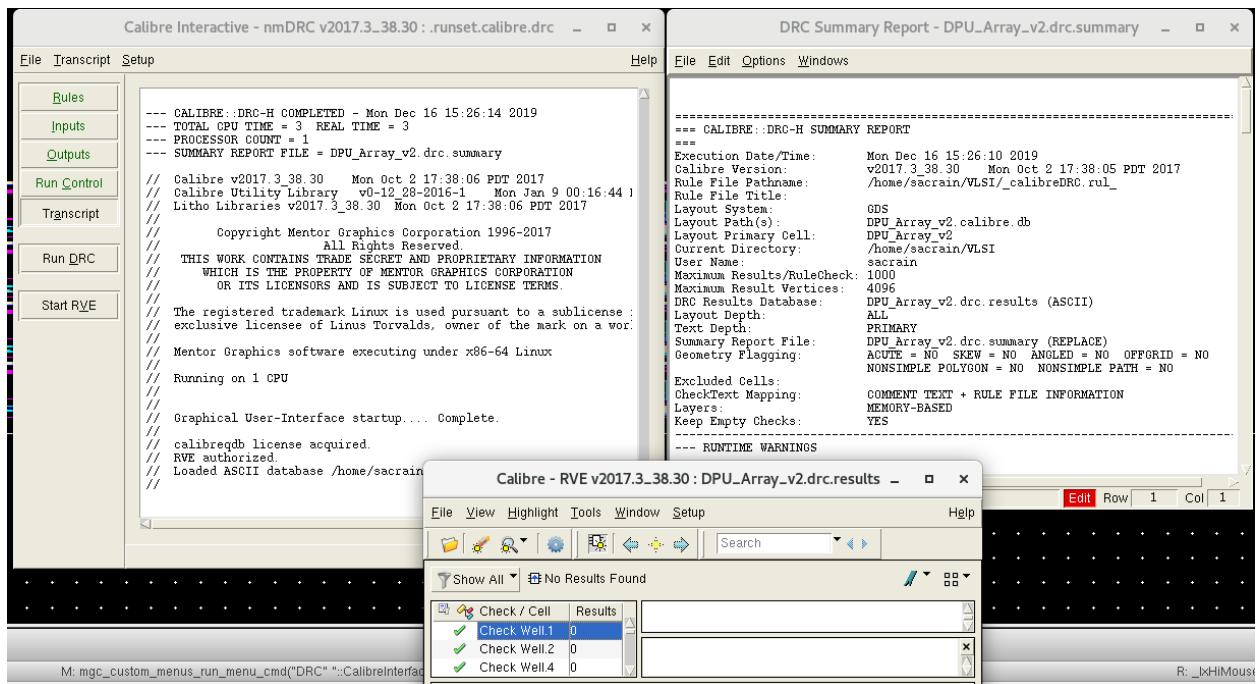 Calibre Interactive - nmDRC v2017.3_38.30 : .runset.calibre.drc
File Transcript Setup Help
Rules
Inputs
Outputs
Run Control
Transcript
Run DRC
Start RVE
--- CALIBRE::DRC-H COMPLETED - Mon Dec 16 15:26:14 2019
--- TOTAL CPU TIME = 3 REAL TIME = 3
--- PROCESSOR COUNT = 1
--- SUMMARY REPORT FILE = DPU_Array_v2.drc.summary
// Calibre v2017.3_38.30 Mon Oct 2 17:38:06 PDT 2017
// Calibre Utility Library v0-12_28-2016-1 Mon Jan 9 00:16:44
// Litho Libraries v2017.3_38.30 Mon Oct 2 17:38:06 PDT 2017
//
// Copyright Mentor Graphics Corporation 1996-2017
// All Rights Reserved.
// THIS WORK CONTAINS TRADE SECRET AND PROPRIETARY INFORMATION
// WHICH IS THE PROPERTY OF MENTOR GRAPHICS CORPORATION
// OR ITS LICENSORS AND IS SUBJECT TO LICENSE TERMS.
//
// The registered trademark Linux is used pursuant to a sublicense
// exclusive licensee of Linus Torvalds, owner of the mark on a
//
// Mentor Graphics software executing under x86-64 Linux
//
// Running on 1 CPU
//
//
// Graphical User-Interface startup.... Complete.
//
// calibreqdb license acquired.
// RVE authorized.
// Loaded ASCII database /home/sacrain
//
DRC Summary Report - DPU_Array_v2.drc.summary
File Edit Options Windows
==================================================
=== CALIBRE::DRC-H SUMMARY REPORT
===
Execution Date/Time: Mon Dec 16 15:26:10 2019
Calibre Version: v2017.3_38.30 Mon Oct 2 17:38:05 PDT 2017
Rule File Pathname: /home/sacrain/VLSI/_calibreDRC.rul_
Rule File Title:
Layout System: GDS
Layout Path(s): DPU_Array_v2.calibre.db
Layout Primary Cell: DPU_Array_v2
Current Directory: /home/sacrain/VLSI
User Name: sacrain
Maximum Results/RuleCheck: 1000
Maximum Result Vertices: 4096
DRC Results Database: DPU_Array_v2.drc.results (ASCII)
Layout Depth: ALL
Text Depth: PRIMARY
Summary Report File: DPU_Array_v2.drc.summary (REPLACE)
Geometry Flagging: ACUTE = NO SKEW = NO ANGLED = NO OFFGRID = NO
NONSIMPLE POLYGON = NO NONSIMPLE PATH = NO
Excluded Cells:
CheckText Mapping: COMMENT TEXT + RULE FILE INFORMATION
Layers: MEMORY-BASED
Keep Empty Checks: YES
--------------------------------------------------
--- RUNTIME WARNINGS
Edit Row 1 Col 1
Calibre - RVE v2017.3_38.30 : DPU_Array_v2.drc.results
File View Highlight Tools Window Setup Help
Search
Show All No Results Found
Check / Cell Results
Check Well.1 0
Check Well.2 0
Check Well.4 0
M: mgc_custom_menus_run_menu_cmd("DRC" "::CalibreInterfac
R: _lxHiMouse